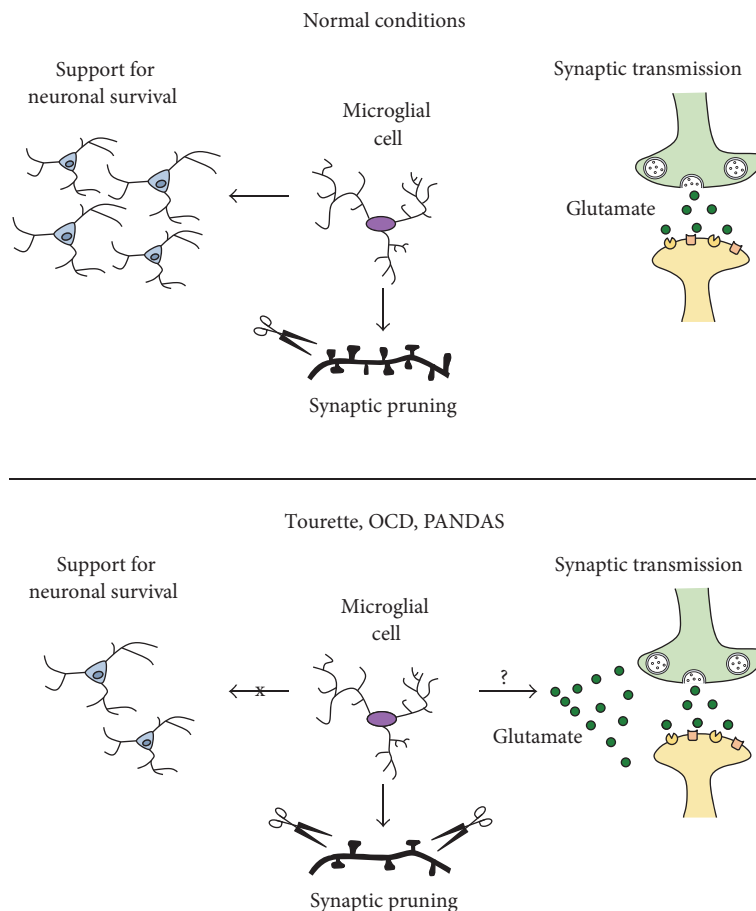 Normal conditions
Support for
neuronal survival
Microglial
cell
Synaptic transmission
Glutamate
Synaptic pruning
Tourette, OCD, PANDAS
Support for
neuronal survival
Microglial
cell
Synaptic transmission
x
?
Glutamate
Synaptic pruning